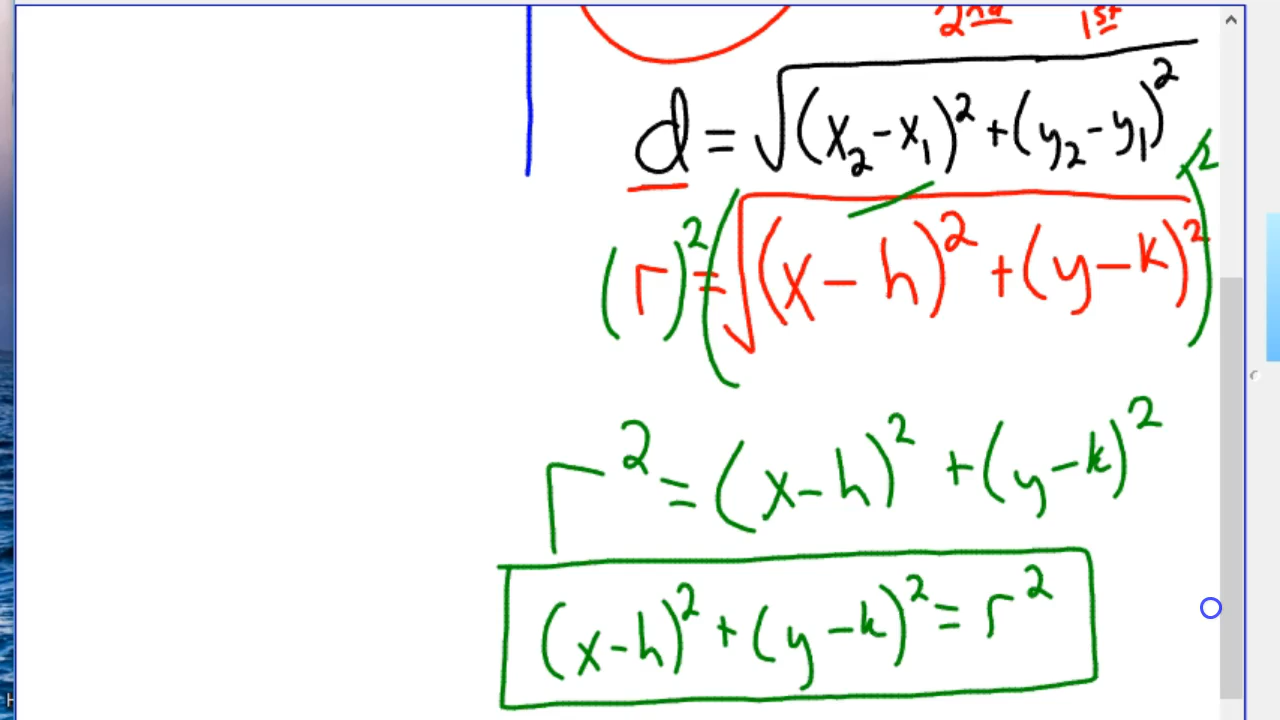 2nd 1st
d = √(x₂-x₁)² + (y₂-y₁)²
(r)² = (√(x-h)² + (y-k)²)²
r² = (x-h)² + (y-k)²
(x-h)² + (y-k)² = r²
H